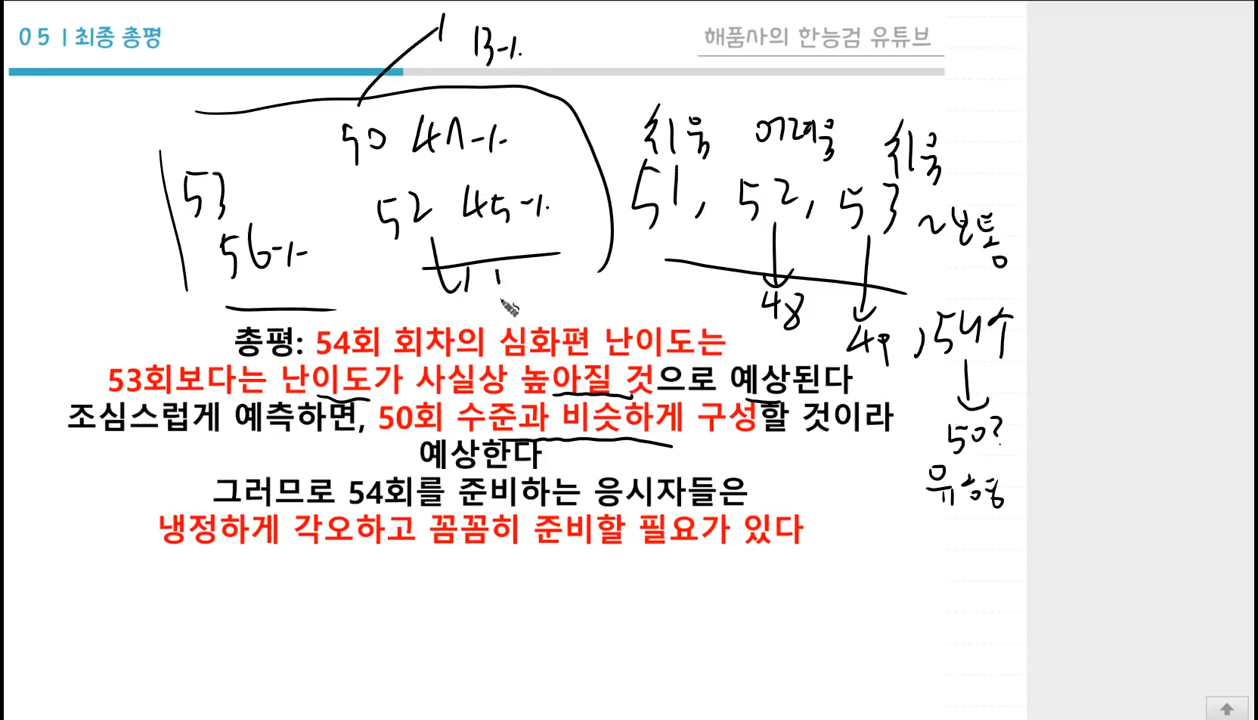 05 | 최종 총평
해품사의 한능검 유튜브
13%
50 47%
53
52 45%
56%
쉬움 어려움 쉬움
51, 52, 53
~보통
48
49, 54수
50?
유형
총평: 54회 회차의 심화편 난이도는
53회보다는 난이도가 사실상 높아질 것으로 예상된다
조심스럽게 예측하면, 50회 수준과 비슷하게 구성할 것이라
예상한다
그러므로 54회를 준비하는 응시자들은
냉정하게 각오하고 꼼꼼히 준비할 필요가 있다